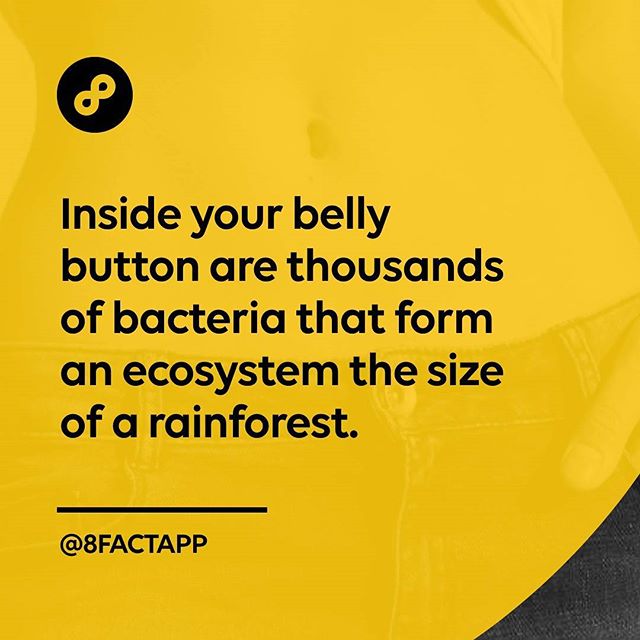 Inside your belly
button are thousands
of bacteria that form
an ecosystem the size
of a rainforest.
@8FACTAPP